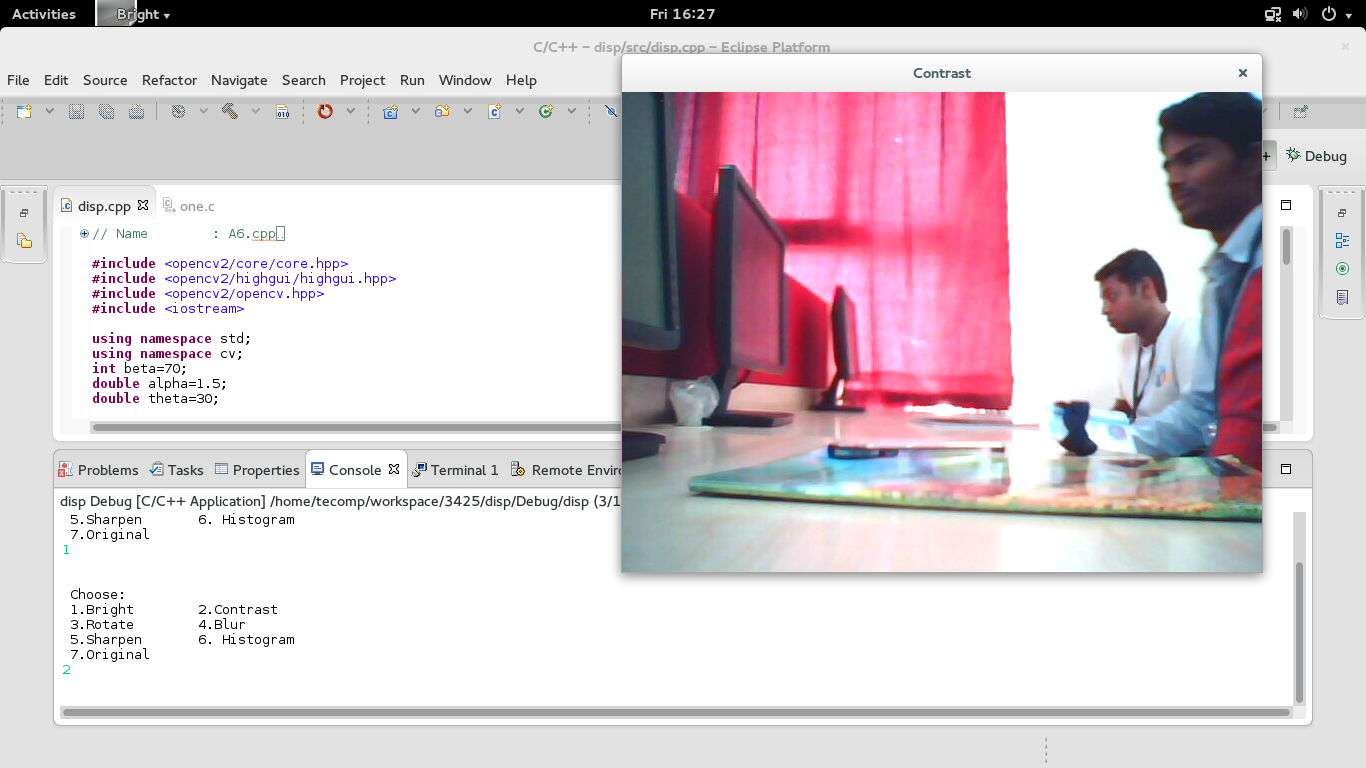 Activities Bright Fri 16:27
C/C++ – disp/src/disp.cpp – Eclipse Platform
File Edit Source Refactor Navigate Search Project Run Window Help
Contrast
Debug
disp.cpp one.c
// Name : A6.cpp
#include <opencv2/core/core.hpp>
#include <opencv2/highgui/highgui.hpp>
#include <opencv2/opencv.hpp>
#include <iostream>
using namespace std;
using namespace cv;
int beta=70;
double alpha=1.5;
double theta=30;
Problems Tasks Properties Console Terminal 1 Remote Enviro
disp Debug [C/C++ Application] /home/tecomp/workspace/3425/disp/Debug/disp (3/1
5.Sharpen 6. Histogram
7.Original
1
Choose:
1.Bright 2.Contrast
3.Rotate 4.Blur
5.Sharpen 6. Histogram
7.Original
2